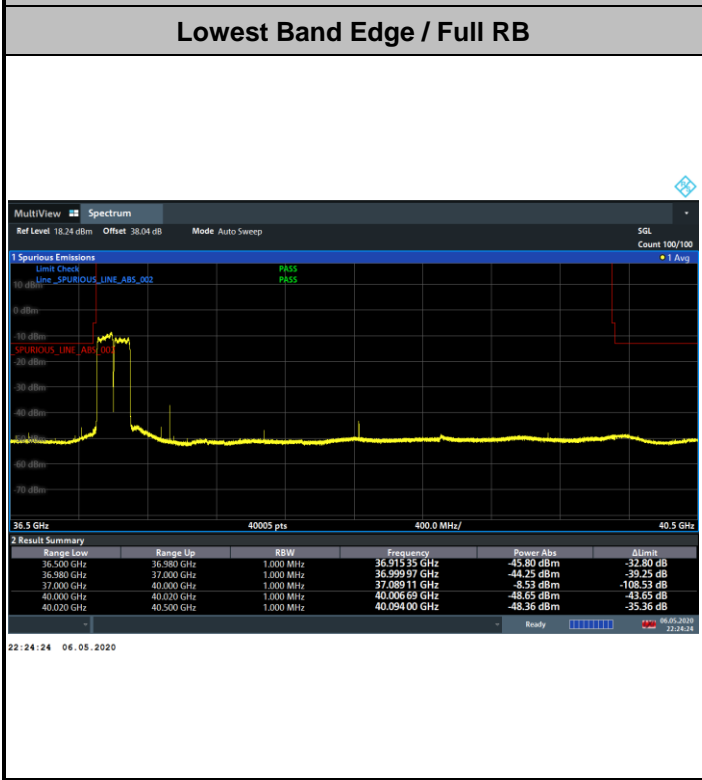 Lowest Band Edge / Full RB
MultiView Spectrum
Ref Level 18.24 dBm Offset 38.04 dB Mode Auto Sweep SGL
Count 100/100
1 Spurious Emissions 1 Avg
Limit Check PASS
Line _SPURIOUS_LINE_ABS_002 PASS
10 dBm
0 dBm
-10 dBm
_SPURIOUS_LINE_ABS_002
-20 dBm
-30 dBm
-40 dBm
-60 dBm
-70 dBm
36.5 GHz 40005 pts 400.0 MHz/ 40.5 GHz
2 Result Summary
Range Low Range Up RBW Frequency Power Abs ΔLimit
36.500 GHz 36.980 GHz 1.000 MHz 36.915 35 GHz -45.80 dBm -32.80 dB
36.980 GHz 37.000 GHz 1.000 MHz 36.999 97 GHz -44.25 dBm -39.25 dB
37.000 GHz 40.000 GHz 1.000 MHz 37.089 11 GHz -8.53 dBm -108.53 dB
40.000 GHz 40.020 GHz 1.000 MHz 40.006 69 GHz -48.65 dBm -43.65 dB
40.020 GHz 40.500 GHz 1.000 MHz 40.094 00 GHz -48.36 dBm -35.36 dB
Ready 06.05.2020
22:24:24
22:24:24 06.05.2020